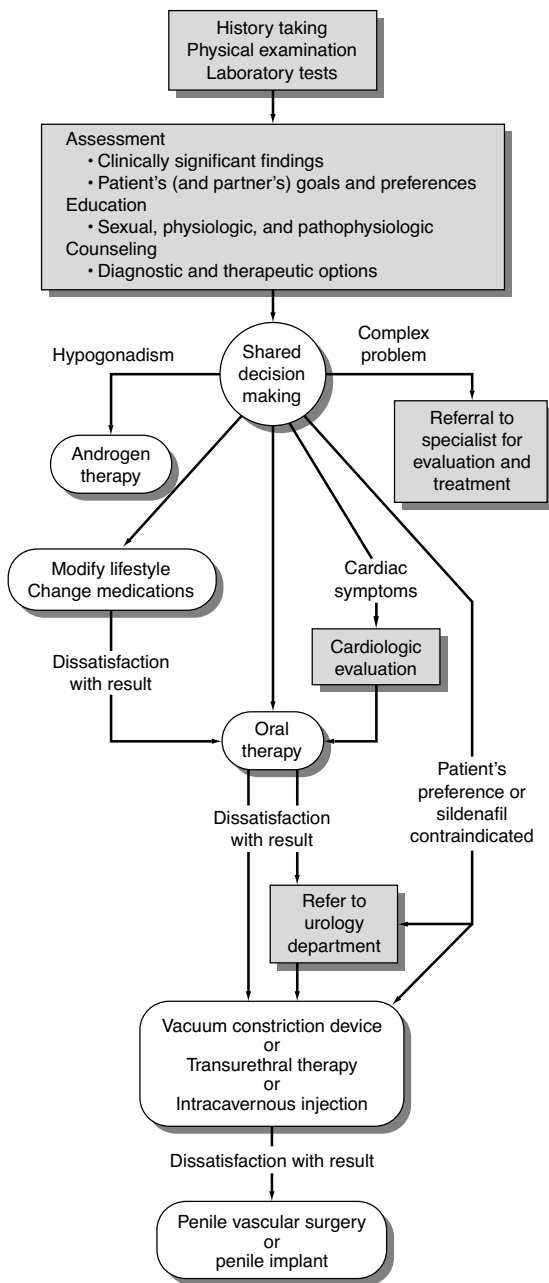 History taking
Physical examination
Laboratory tests
Assessment
• Clinically significant findings
• Patient's (and partner's) goals and preferences
Education
• Sexual, physiologic, and pathophysiologic
Counseling
• Diagnostic and therapeutic options
Shared
decision
making
Hypogonadism
Complex
problem
Androgen
therapy
Referral to
specialist for
evaluation and
treatment
Modify lifestyle
Change medications
Cardiac
symptoms
Cardiologic
evaluation
Dissatisfaction
with result
Oral
therapy
Patient's
preference or
sildenafil
contraindicated
Dissatisfaction
with result
Refer to
urology
department
Vacuum constriction device
or
Transurethral therapy
or
Intracavernous injection
Dissatisfaction with result
Penile vascular surgery
or
penile implant